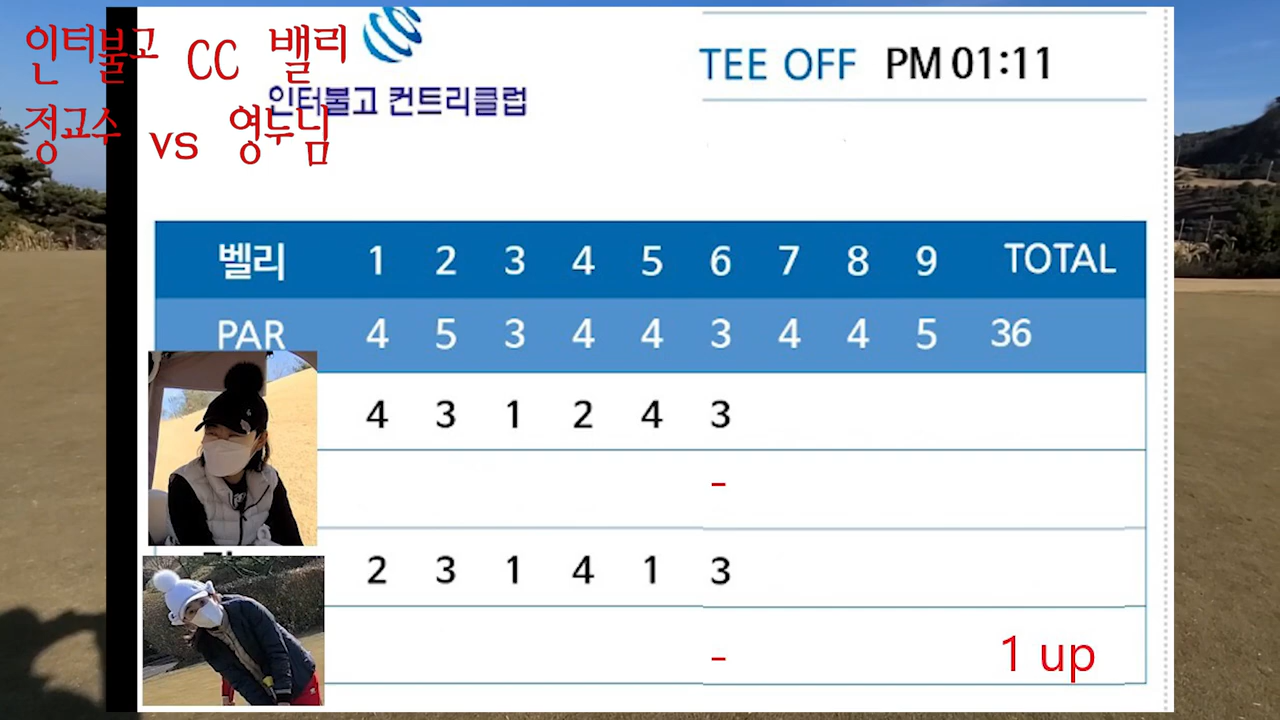 인터불고 CC 밸리
정교수 vs 영두님
인터불고 컨트리클럽
TEE OFF PM 01:11
벨리 1 2 3 4 5 6 7 8 9 TOTAL
PAR 4 5 3 4 4 3 4 4 5 36
4 3 1 2 4 3
-
2 3 1 4 1 3
- 1 up